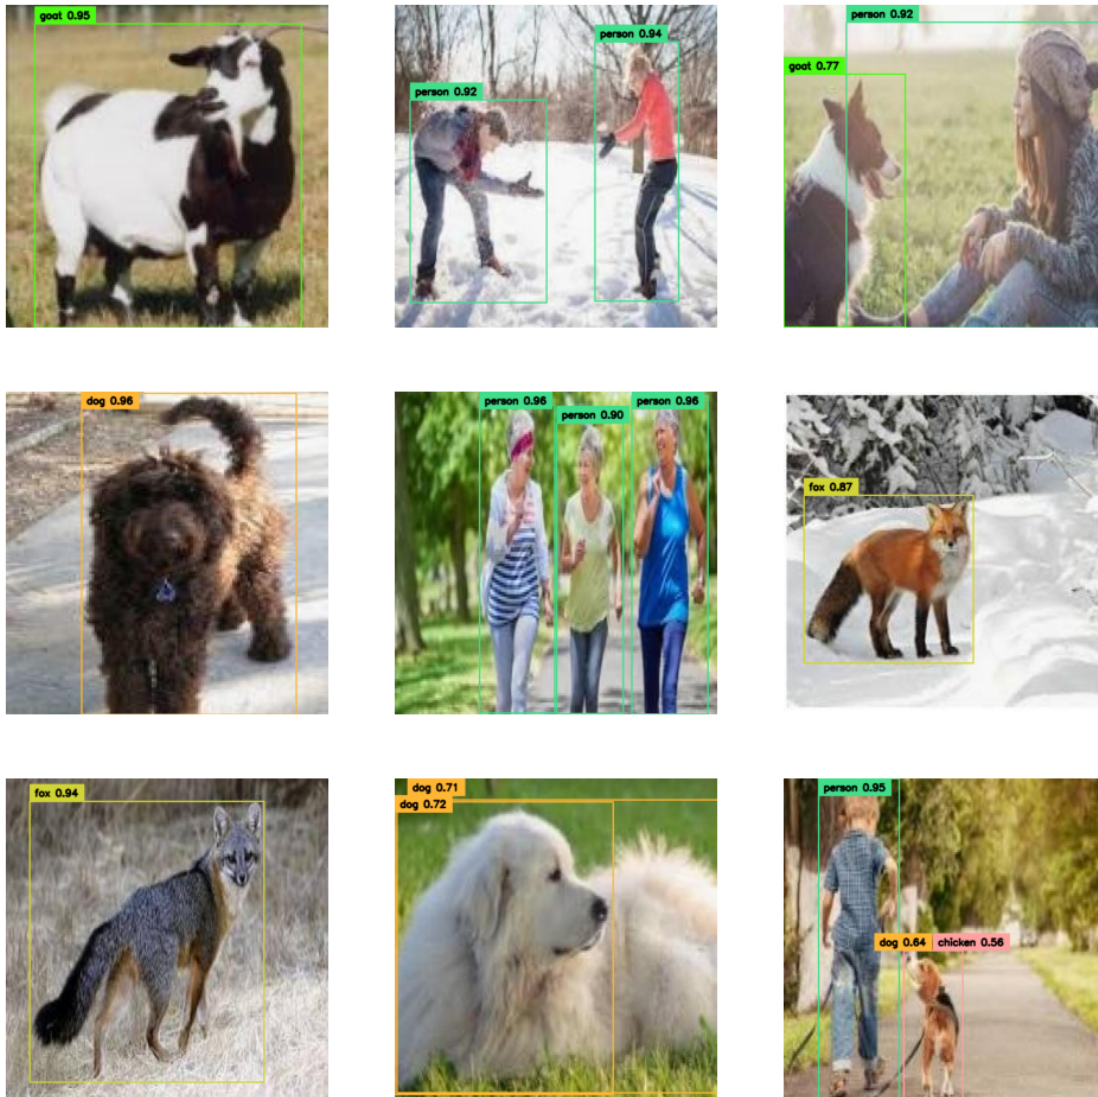 goat 0.95
person 0.92
person 0.94
goat 0.77
person 0.92
dog 0.96
person 0.96
person 0.90
person 0.96
fox 0.87
fox 0.94
dog 0.71
dog 0.72
person 0.95
dog 0.64
chicken 0.56